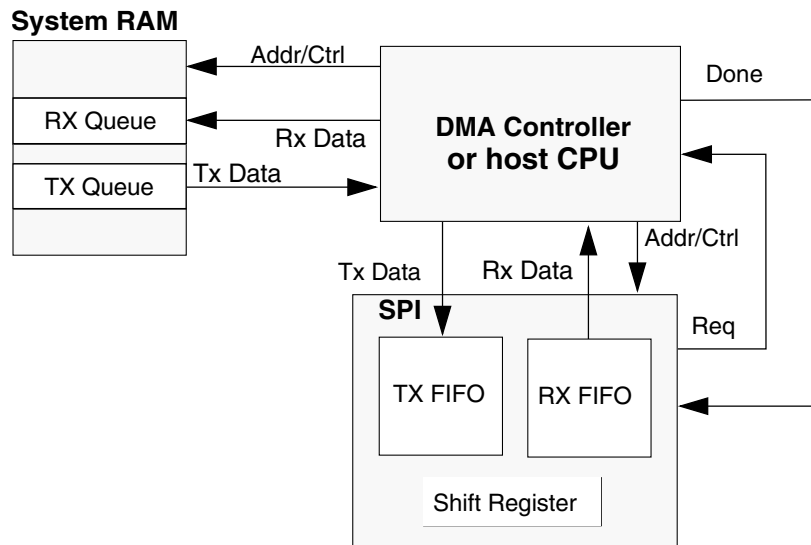 System RAM
Addr/Ctrl
Done
RX Queue
Rx Data
DMA Controller
or host CPU
TX Queue
Tx Data
Addr/Ctrl
Tx Data
Rx Data
SPI
Req
TX FIFO
RX FIFO
Shift Register